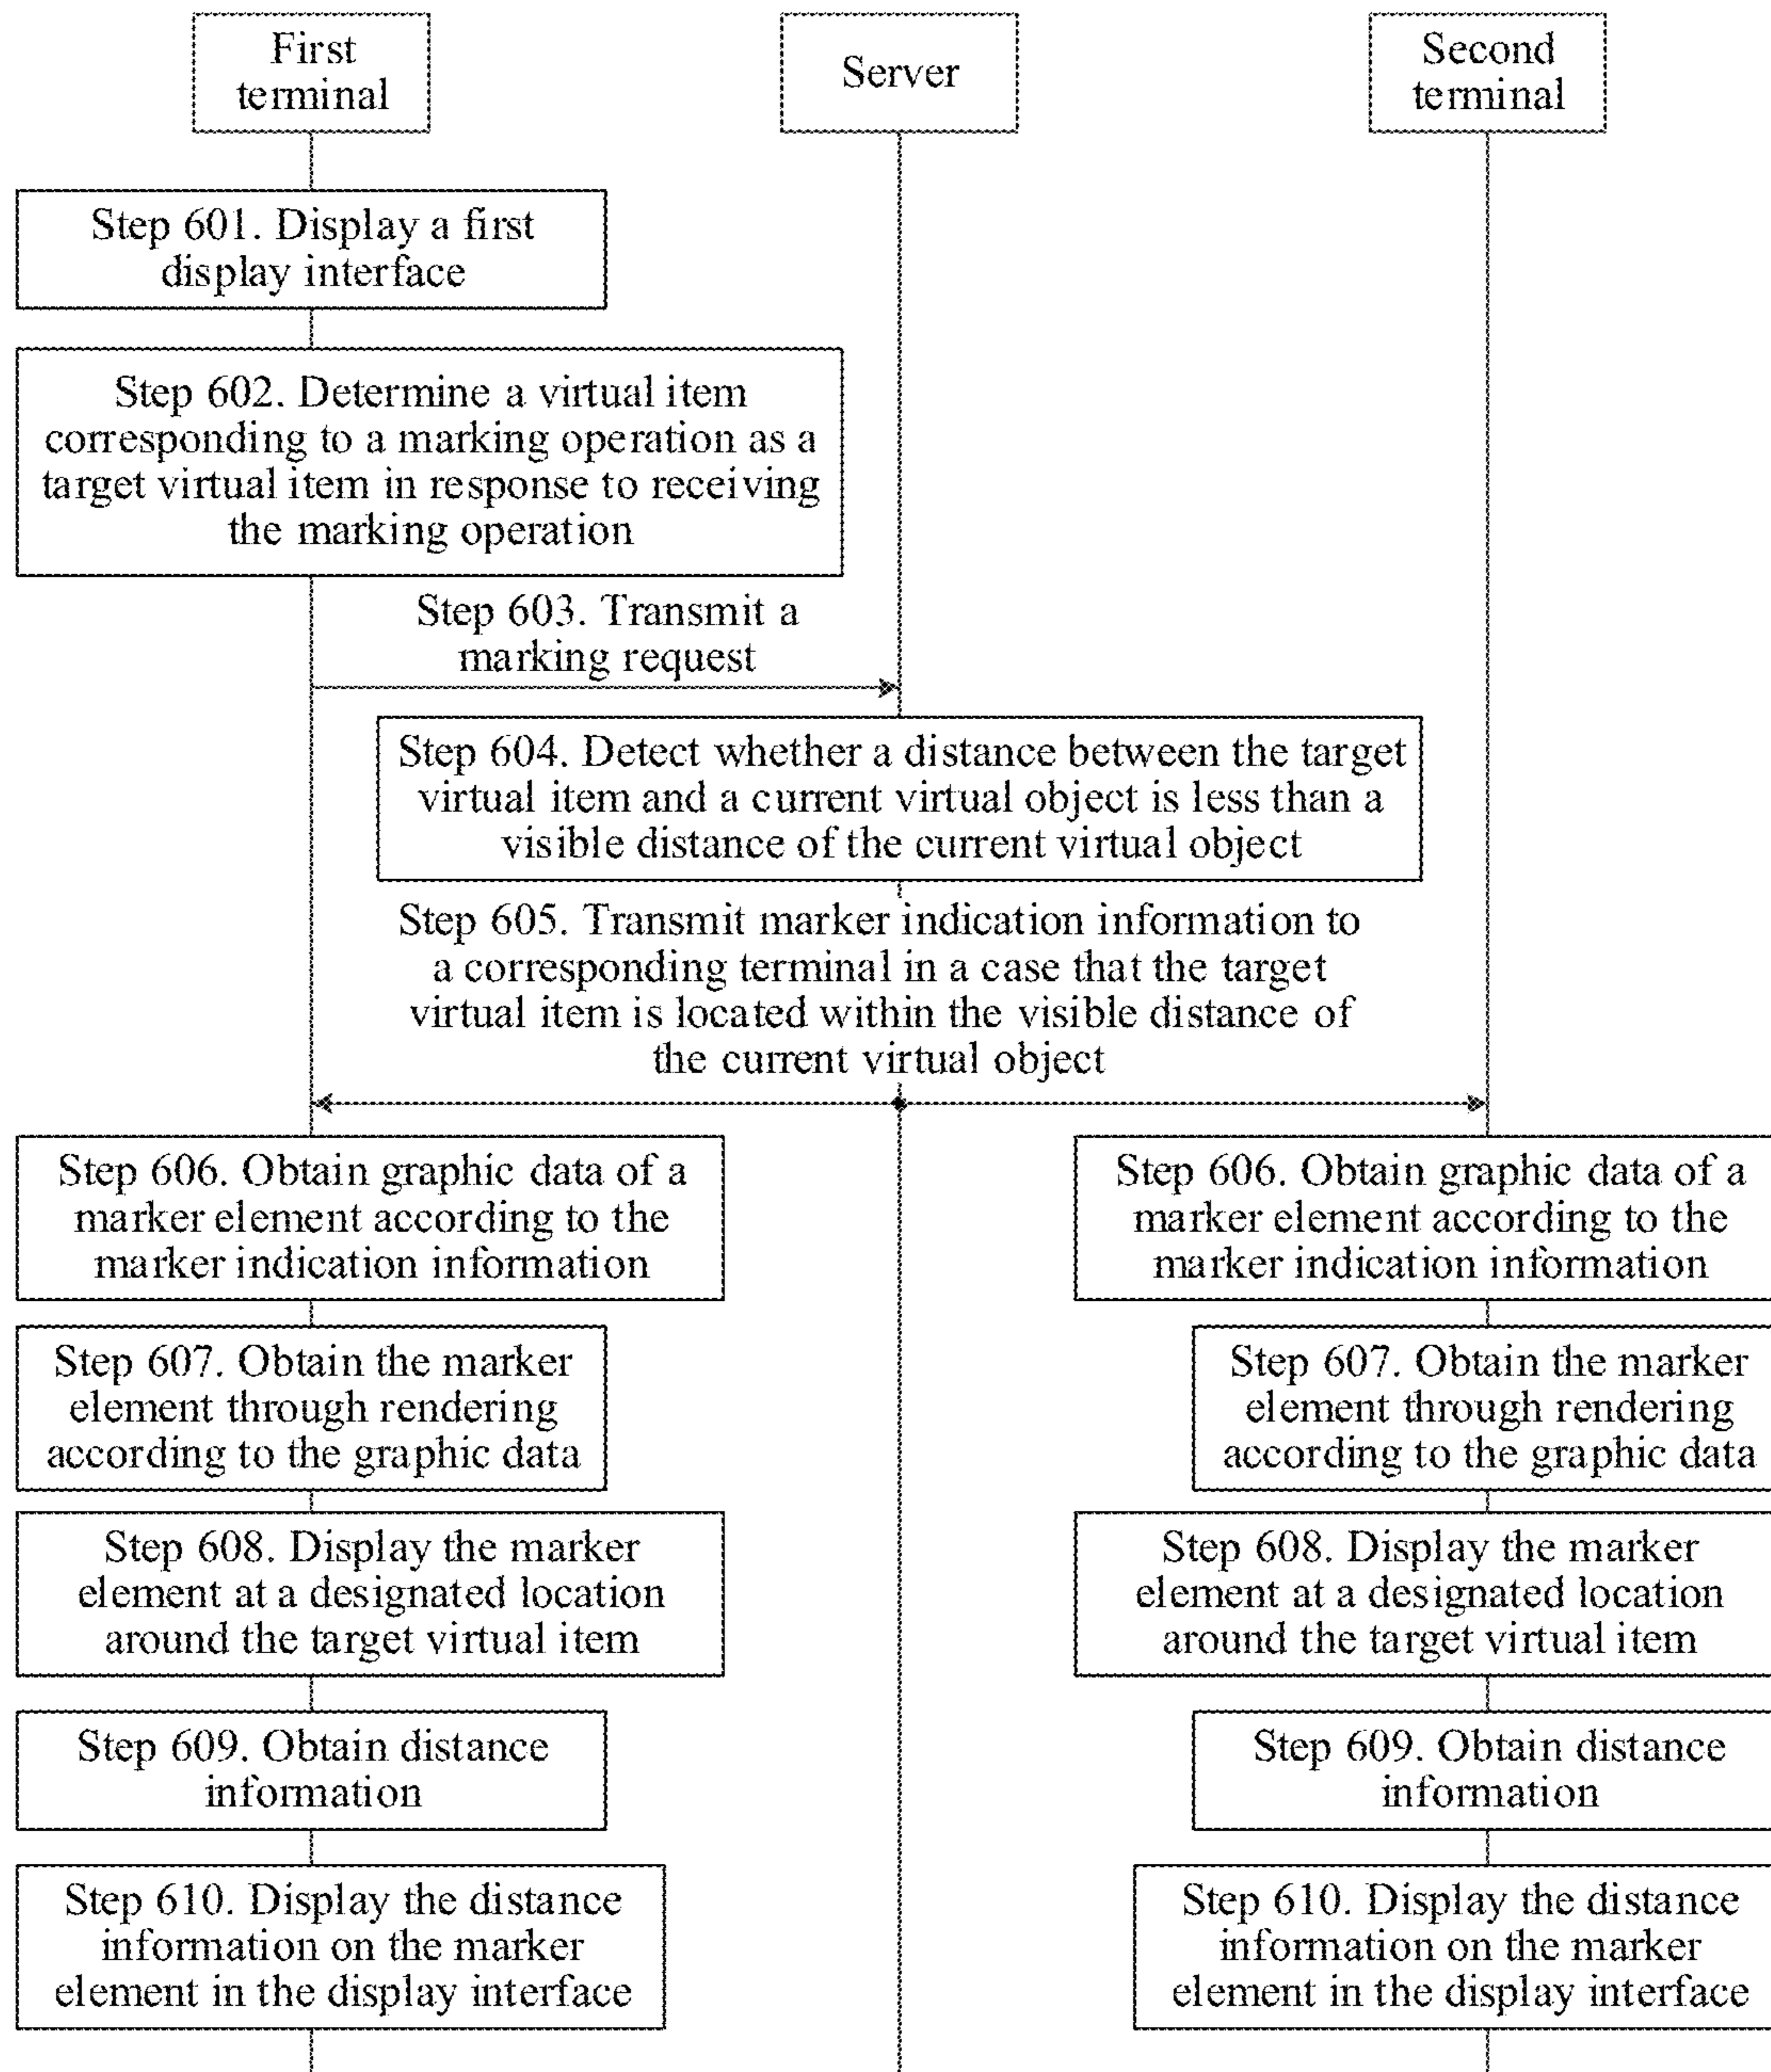 First
terminal
Server
Second
terminal
Step 601. Display a first
display interface
Step 602. Determine a virtual item
corresponding to a marking operation as a
target virtual item in response to receiving
the marking operation
Step 603. Transmit a
marking request
Step 604. Detect whether a distance between the target
virtual item and a current virtual object is less than a
visible distance of the current virtual object
Step 605. Transmit marker indication information to
a corresponding terminal in a case that the target
virtual item is located within the visible distance of
the current virtual object
Step 606. Obtain graphic data of a
marker element according to the
marker indication information
Step 606. Obtain graphic data of a
marker element according to the
marker indication information
Step 607. Obtain the marker
element through rendering
according to the graphic data
Step 607. Obtain the marker
element through rendering
according to the graphic data
Step 608. Display the marker
element at a designated location
around the target virtual item
Step 608. Display the marker
element at a designated location
around the target virtual item
Step 609. Obtain distance
information
Step 609. Obtain distance
information
Step 610. Display the distance
information on the marker
element in the display interface
Step 610. Display the distance
information on the marker
element in the display interface